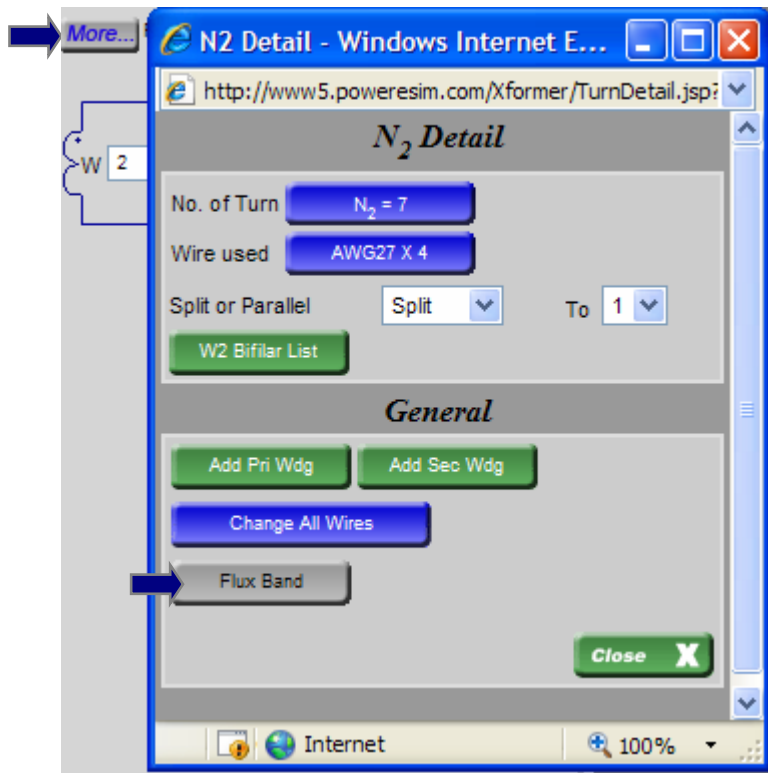 More...
N2 Detail - Windows Internet E...
http://www5.poweresim.com/Xformer/TurnDetail.jsp?
W 2
N2 Detail
No. of Turn N2 = 7
Wire used AWG27 X 4
Split or Parallel Split To 1
W2 Bifilar List
General
Add Pri Wdg Add Sec Wdg
Change All Wires
Flux Band
Close X
Internet 100%